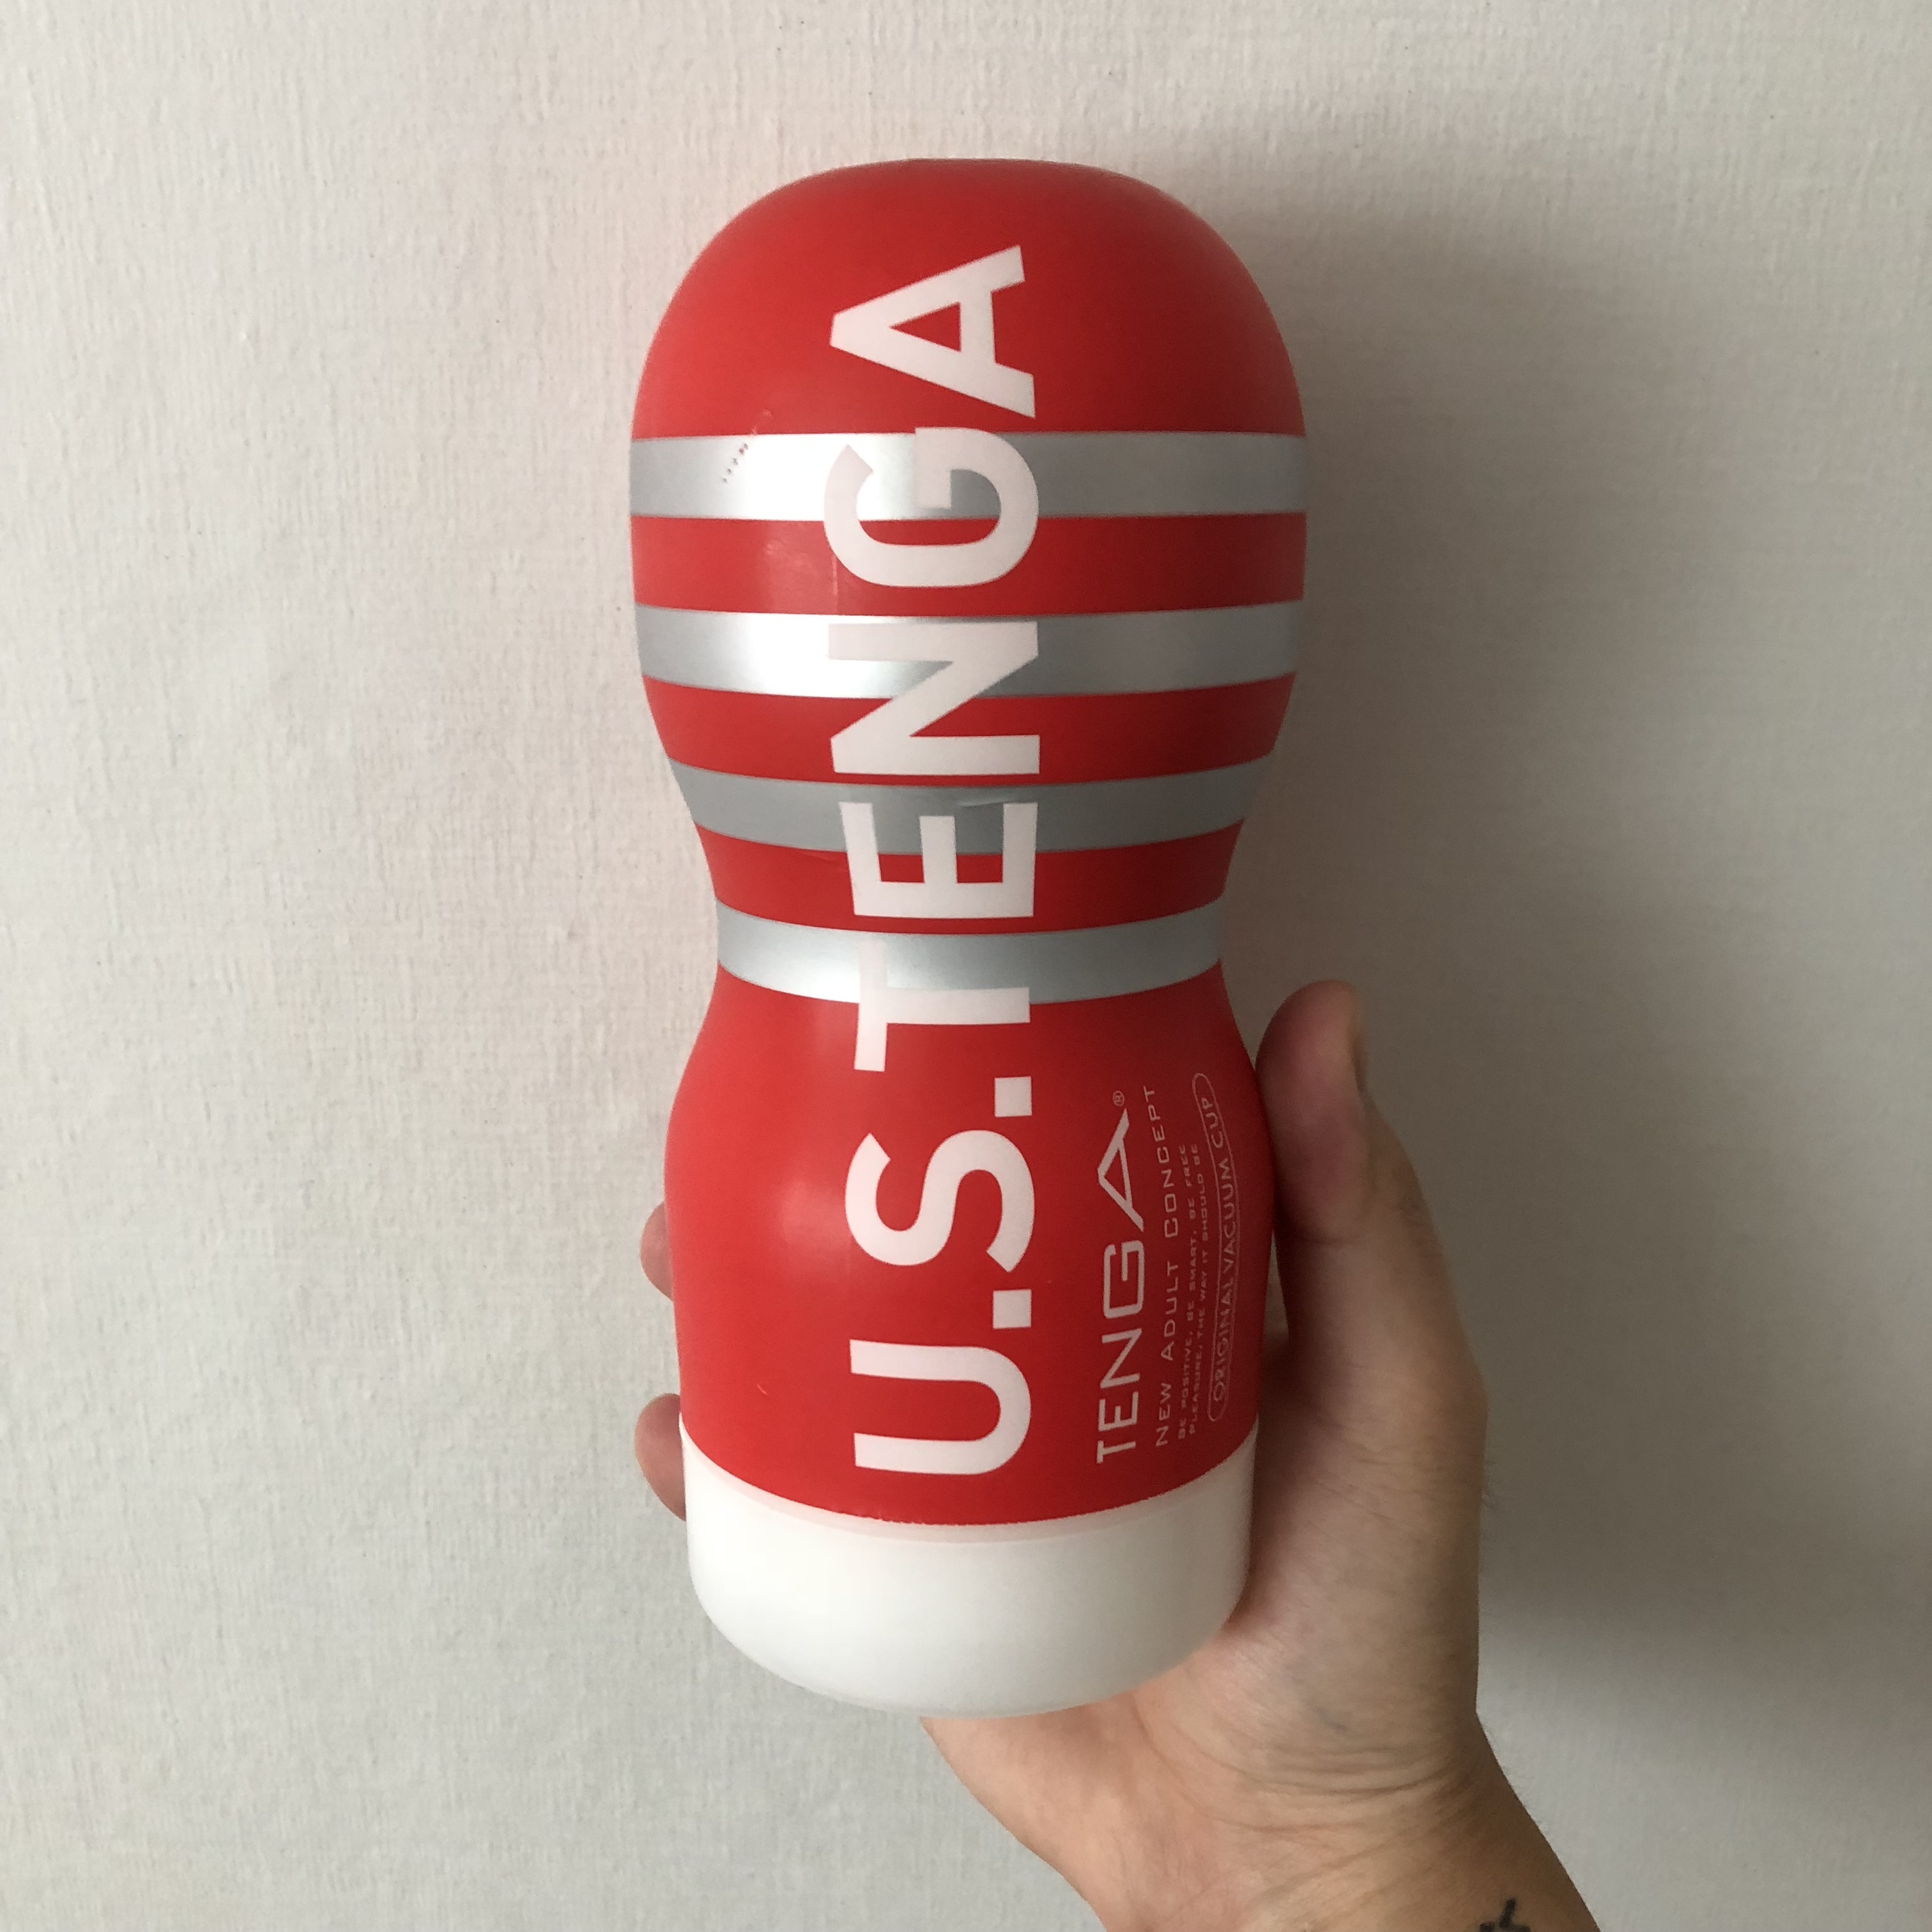 U.S.TENGA
TENGA®
NEW ADULT CONCEPT
BE POSITIVE, BE SMART, BE FREE
PLEASURE, THE WAY IT SHOULD BE
ORIGINAL VACUUM CUP